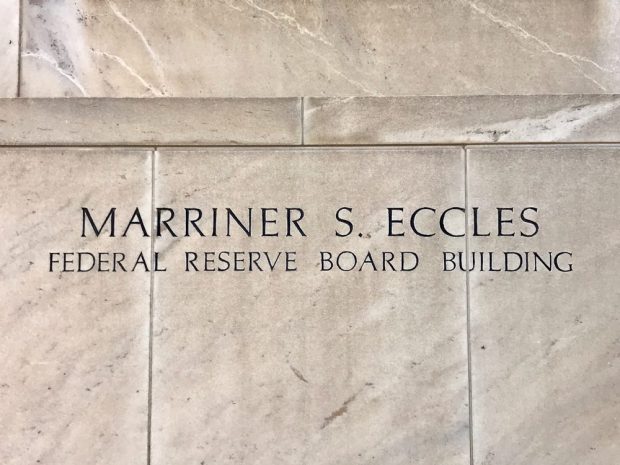 MARRINER S. ECCLES
FEDERAL RESERVE BOARD BUILDING